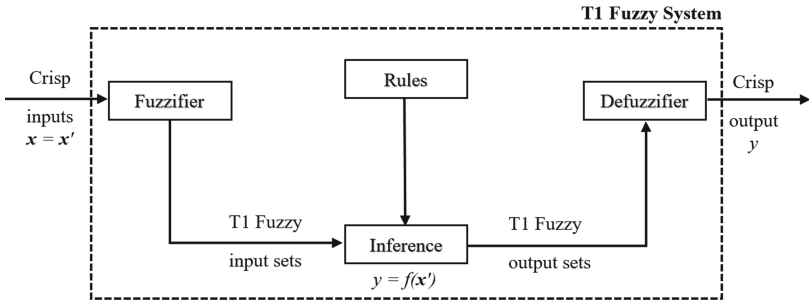 T1 Fuzzy System
Crisp
inputs
x = x′
Fuzzifier
Rules
Defuzzifier
Crisp
output
y
T1 Fuzzy
input sets
Inference
y = f(x′)
T1 Fuzzy
output sets